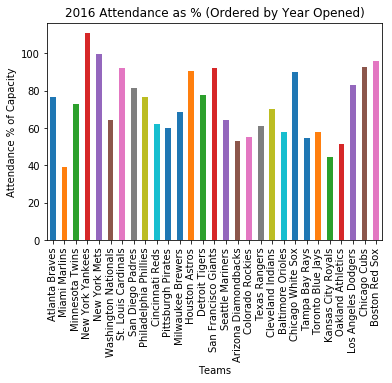 2016 Attendance as % (Ordered by Year Opened)
Attendance % of Capacity
100
80
60
40
20
0
Atlanta Braves
Miami Marlins
Minnesota Twins
New York Yankees
New York Mets
Washington Nationals
St. Louis Cardinals
San Diego Padres
Philadelphia Phillies
Cincinnati Reds
Pittsburgh Pirates
Milwaukee Brewers
Houston Astros
Detroit Tigers
San Francisco Giants
Seattle Mariners
Arizona Diamondbacks
Colorado Rockies
Texas Rangers
Cleveland Indians
Baltimore Orioles
Chicago White Sox
Tampa Bay Rays
Toronto Blue Jays
Kansas City Royals
Oakland Athletics
Los Angeles Dodgers
Chicago Cubs
Boston Red Sox
Teams